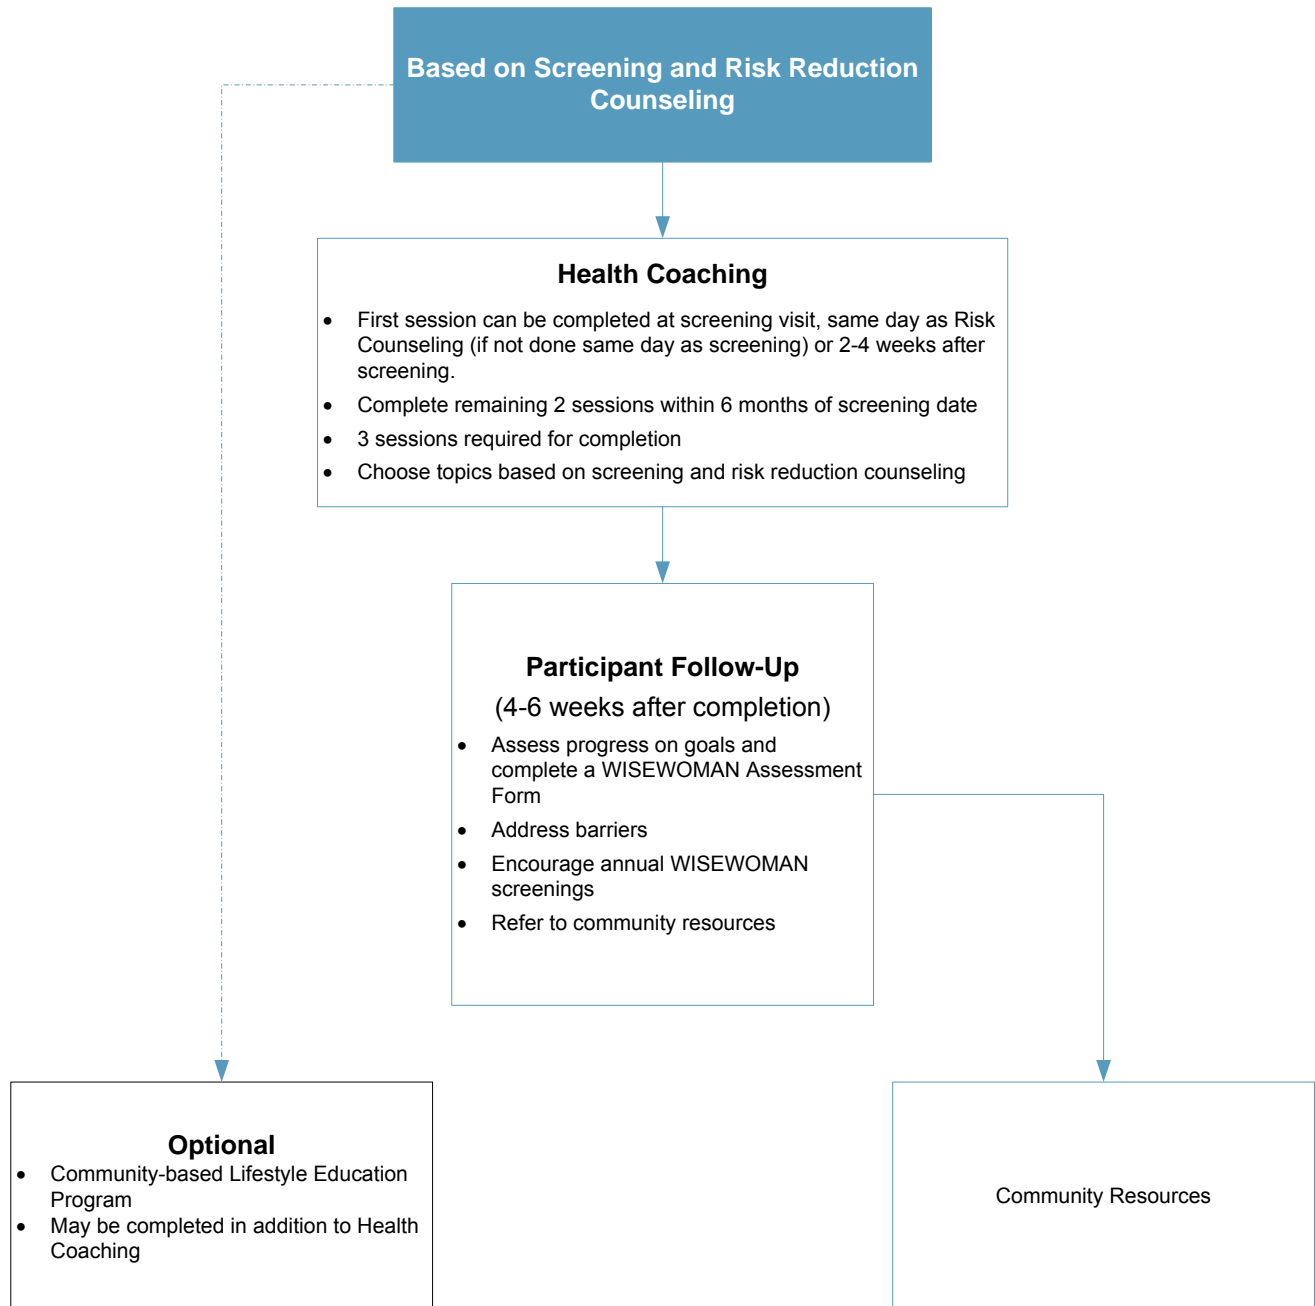 Based on Screening and Risk Reduction
Counseling
Health Coaching
• First session can be completed at screening visit, same day as Risk
Counseling (if not done same day as screening) or 2-4 weeks after
screening.
• Complete remaining 2 sessions within 6 months of screening date
• 3 sessions required for completion
• Choose topics based on screening and risk reduction counseling
Participant Follow-Up
(4-6 weeks after completion)
• Assess progress on goals and
complete a WISEWOMAN Assessment
Form
• Address barriers
• Encourage annual WISEWOMAN
screenings
• Refer to community resources
Optional
• Community-based Lifestyle Education
Program
• May be completed in addition to Health
Coaching
Community Resources